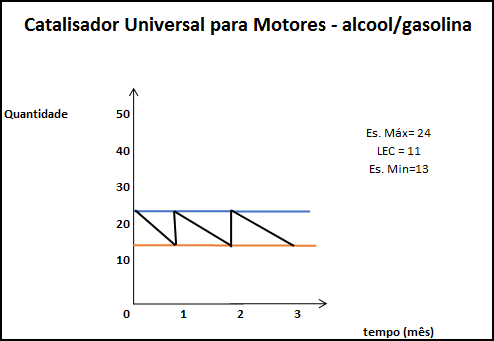 Catalisador Universal para Motores - alcool/gasolina
Quantidade
50
40
30
20
10
0
1
2
3
tempo (mês)
Es. Máx= 24
LEC = 11
Es. Min=13